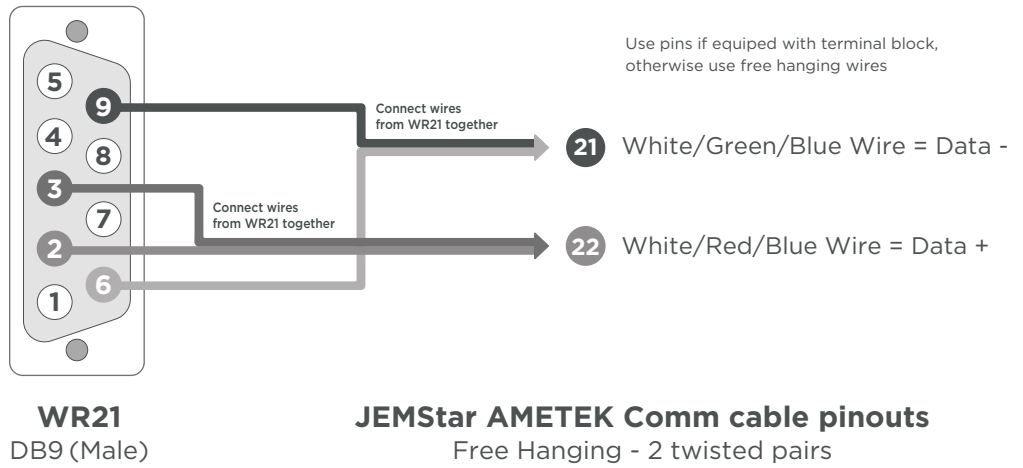 Use pins if equiped with terminal block,
otherwise use free hanging wires
5
9
Connect wires
from WR21 together
21 White/Green/Blue Wire = Data -
4
8
3
7
Connect wires
from WR21 together
2
22 White/Red/Blue Wire = Data +
6
1
WR21
DB9 (Male)
JEMStar AMETEK Comm cable pinouts
Free Hanging - 2 twisted pairs